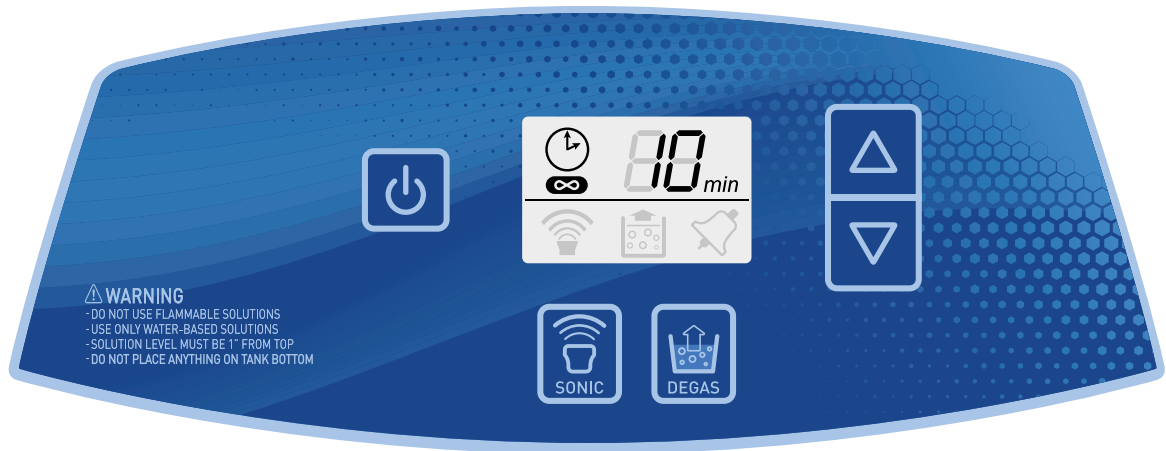 10 min
WARNING
- DO NOT USE FLAMMABLE SOLUTIONS
- USE ONLY WATER-BASED SOLUTIONS
- SOLUTION LEVEL MUST BE 1" FROM TOP
- DO NOT PLACE ANYTHING ON TANK BOTTOM
SONIC
DEGAS